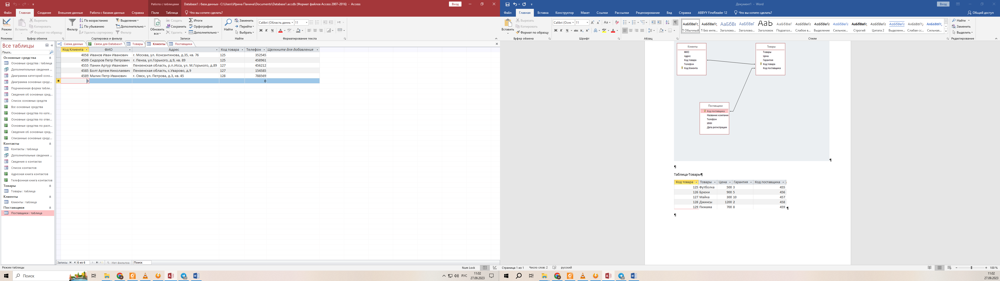 Работа с таблицами
Database1 : база данных- C:\Users\Ирина Панина\Documents\Database1.accdb (Формат файлов Access 2007–2016) - Access
Вход
Файл Главная Создание Внешние данные Работа с базами данных Справка Поля Таблица Что вы хотите сделать?
Режим
Режимы
Вставить
Вырезать
Копировать
Формат по образцу
Буфер обмена
Фильтр
По возрастанию
По убыванию
Удалить сортировку
Выделение
Дополнительно
Фильтр
Сортировка и фильтр
Обновить все
Создать
Сохранить
Удалить
Итоги
Орфография
Дополнительно
Записи
Найти
Заменить
Перейти
Выбрать
Найти
Calibri (Область данн 11
Ж К Ч
Форматирование текста
Все таблицы
Поиск...
Основные средства
Основные средства : таблица
Дополнительные сведения ...
Диаграмма категорий осно...
Диаграмма основных средс...
Подчиненная форма табли...
Сведения об основных сред...
Список основных средств
Все основные средства
Основные средства по кате...
Основные средства по отве...
Основные средства по расп...
Сведения об основных сред...
Списанные основные средс...
Контакты
Контакты : таблица
Дополнительные сведения ...
Сведения о контактах
Список контактов
Адресная книга контактов
Телефонная книга контактов
Товары
Товары : таблица
Клиенты
Клиенты : таблица
Поставщики
Поставщики : таблица
Схема данных Связи для Database1 Товары Клиенты Поставщики
Код Клиента ФИО Адрес Код товара Телефон Щелкните для добавления
4058 Иванов Иван Иванович г. Москва, ул. Консантинова, д.35, кв. 76 125 352545
4509 Сидоров Петр Петрович г. Пенза, ул.Горького, д.9, кв. 89 125 458961
4555 Панин Артур Иванович Пензенская область, р.п.Исса, ул. М.Горького, д.89 127 456212
4585 Болт Артем Николаевич Пензенская область, с.Уварово, д.9 127 154585
4589 Малик Петр Иванович г. Омск, ул. Петрова, д.3, кв. 45 128 788569
0 0
Запись: 6 из 6 Нет фильтра Поиск
Режим таблицы
Num Lock
Поиск
РУС
11:02
27.09.2023
Документ1 - Word
Вход
Файл Главная Вставка Конструктор Макет Ссылки Рассылки Рецензирование Вид Справка ABBYY FineReader 12 Что вы хотите сделать? Общий доступ
Вставить
Вырезать
Копировать
Формат по образцу
Буфер обмена
Calibri (Оснс 11
Ж К Ч abc x₂ x²
Шрифт
Абзац
АаБбВвГг, АаБбВвГг, АаБбВі АаБбВвГ АаЬ АаБбВвГ АаБбВвГг АаБбВвГг АаБбВвГг АаБбВвГг, АаБбВвГг АаБбВвГг АаБбВвГг, АаБбВвГг,
¶ Обычный ¶ Без инте... Заголово... Заголово... Заголовок Подзагол... Слабое в... Выделение Сильное... Строгий Цитата 2 Выделенн... Слабая сс... Сильная...
Стили
Найти
Заменить
Выделить
Редактирование
Клиенты
ФИО
Адрес
Код товара
Телефон
Код Клиента
Товары
Товары
Цена
Гарантия
Код товара
Код поставщика
Поставщики
Код поставщика
Название компани
Телефон
ИНН
Дата регистрации
¶
¶
Таблица·Товары¶
Код товара Товары Цена Гарантия Код поставщика
125 Футболка 500 3 455
126 Брюки 900 5 456
127 Майка 300 10 457
128 Джинсы 1200 2 458
129 Пижама 700 8 459 ¶
¶
Страница 1 из 1 Число слов: 2 русский
100 %
11:02
27.09.2023